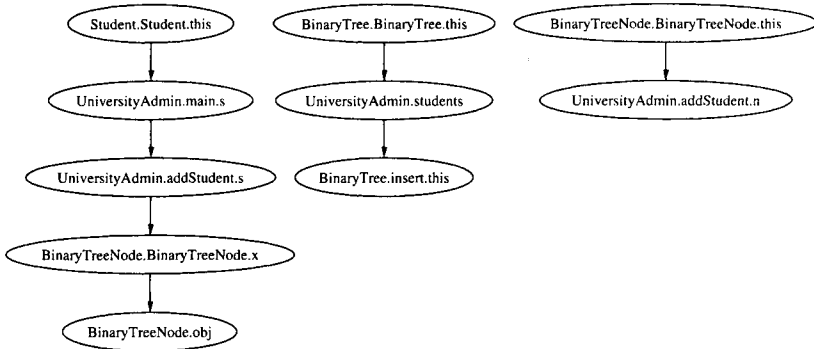 Student.Student.this
BinaryTree.BinaryTree.this
BinaryTreeNode.BinaryTreeNode.this
UniversityAdmin.main.s
UniversityAdmin.students
UniversityAdmin.addStudent.n
UniversityAdmin.addStudent.s
BinaryTree.insert.this
BinaryTreeNode.BinaryTreeNode.x
BinaryTreeNode.obj